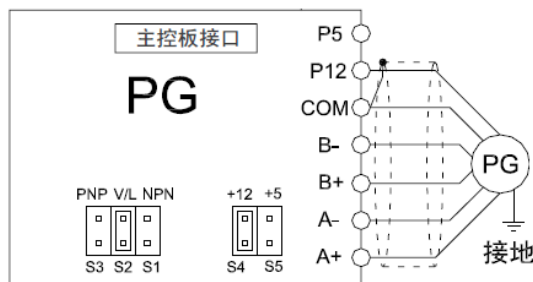 主控板接口
PG
P5
P12
COM
B-
B+
A-
A+
PG
接地
PNP V/L NPN
S3 S2 S1
+12 +5
S4 S5